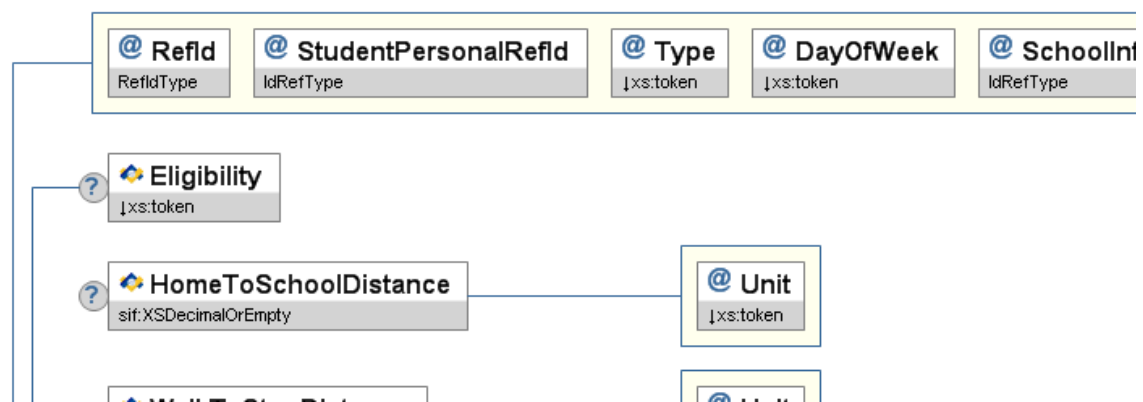 @ RefId @ StudentPersonalRefId @ Type @ DayOfWeek @
RefIdType IdRefType ↓xs:token ↓xs:token IdRefType
? Eligibility
↓xs:token
? HomeToSchoolDistance @ Unit
sif:XSDecimalOrEmpty ↓xs:token